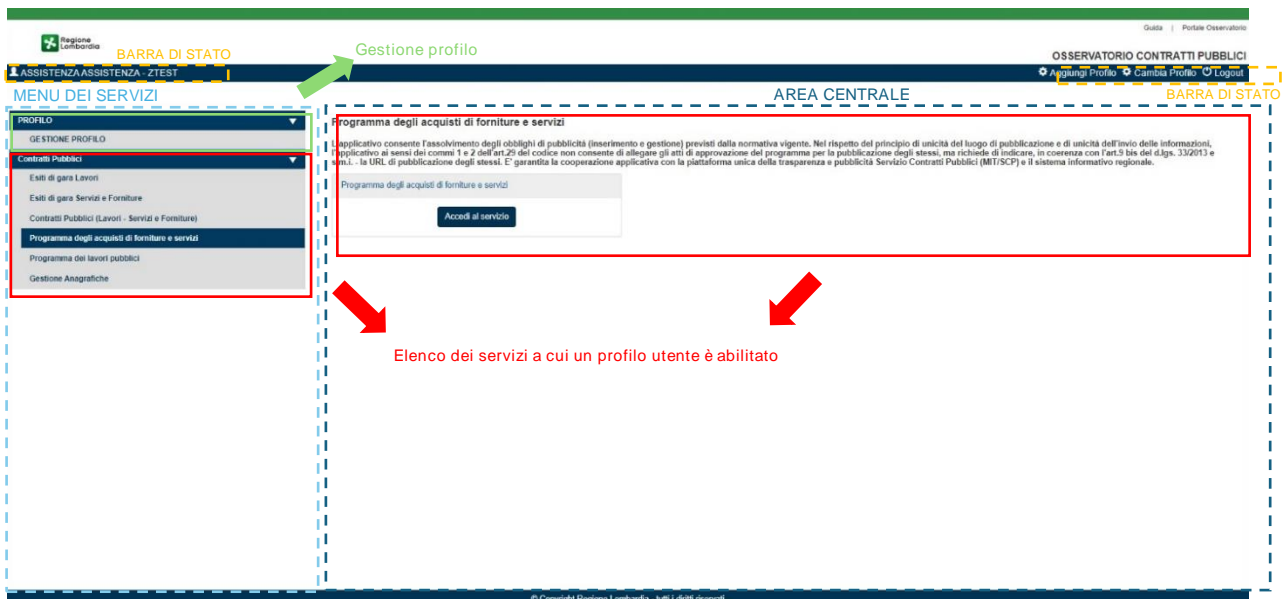 Guida | Portale Osservatorio
Regione
Lombardia
BARRA DI STATO
Gestione profilo
OSSERVATORIO CONTRATTI PUBBLICI
ASSISTENZA ASSISTENZA - ZTEST
Aggiungi Profilo Cambia Profilo Logout
MENU DEI SERVIZI
AREA CENTRALE
BARRA DI STATO
PROFILO
GESTIONE PROFILO
Contratti Pubblici
Esiti di gara Lavori
Esiti di gara Servizi e Forniture
Contratti Pubblici (Lavori - Servizi e Forniture)
Programma degli acquisti di forniture e servizi
Programma dei lavori pubblici
Gestione Anagrafiche
Programma degli acquisti di forniture e servizi
L'applicativo consente l'assolvimento degli obblighi di pubblicità (inserimento e gestione) previsti dalla normativa vigente. Nel rispetto del principio di unicità del luogo di pubblicazione e di unicità dell'invio delle informazioni,
l'applicativo ai sensi dei commi 1 e 2 dell'art.29 del codice non consente di allegare gli atti di approvazione del programma per la pubblicazione degli stessi, ma richiede di indicare, in coerenza con l'art.9 bis del d.lgs. 33/2013 e
s.m.i. - la URL di pubblicazione degli stessi. E' garantita la cooperazione applicativa con la piattaforma unica della trasparenza e pubblicità Servizio Contratti Pubblici (MIT/SCP) e il sistema informativo regionale.
Programma degli acquisti di forniture e servizi
Accedi al servizio
Elenco dei servizi a cui un profilo utente è abilitato
© Copyright Regione Lombardia - tutti i diritti riservati